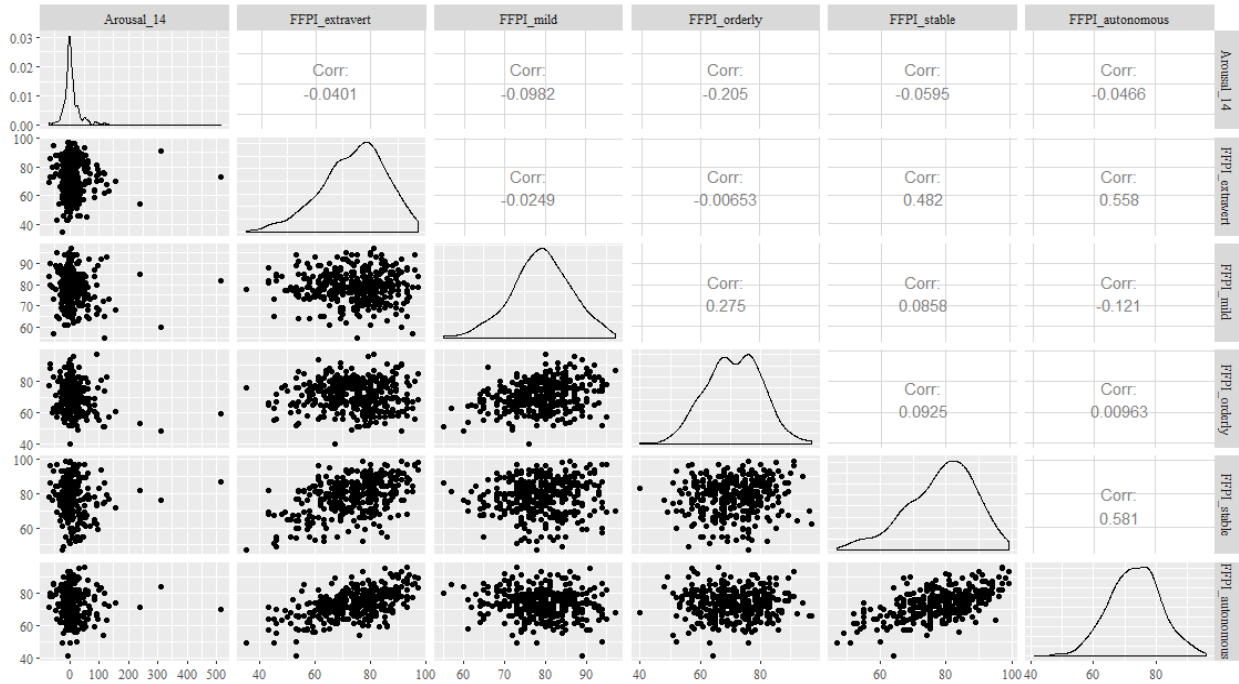 Arousal_14 FFPI_extravert FFPI_mild FFPI_orderly FFPI_stable FFPI_autonomous
0.03
0.02
0.01
0.00
Corr:
-0.0401
Corr:
-0.0982
Corr:
-0.205
Corr:
-0.0595
Corr:
-0.0466
Arousal_14
100
80
60
40
Corr:
-0.0249
Corr:
-0.00653
Corr:
0.482
Corr:
0.558
FFPI_extravert
90
80
70
60
Corr:
0.275
Corr:
0.0858
Corr:
-0.121
FFPI_mild
80
60
40
Corr:
0.0925
Corr:
0.00963
FFPI_orderly
100
80
60
Corr:
0.581
FFPI_stable
80
60
40
FFPI_autonomous
0 100 200 300 400 500 40 60 80 100 60 70 80 90 40 60 80 60 80 100 40 60 80